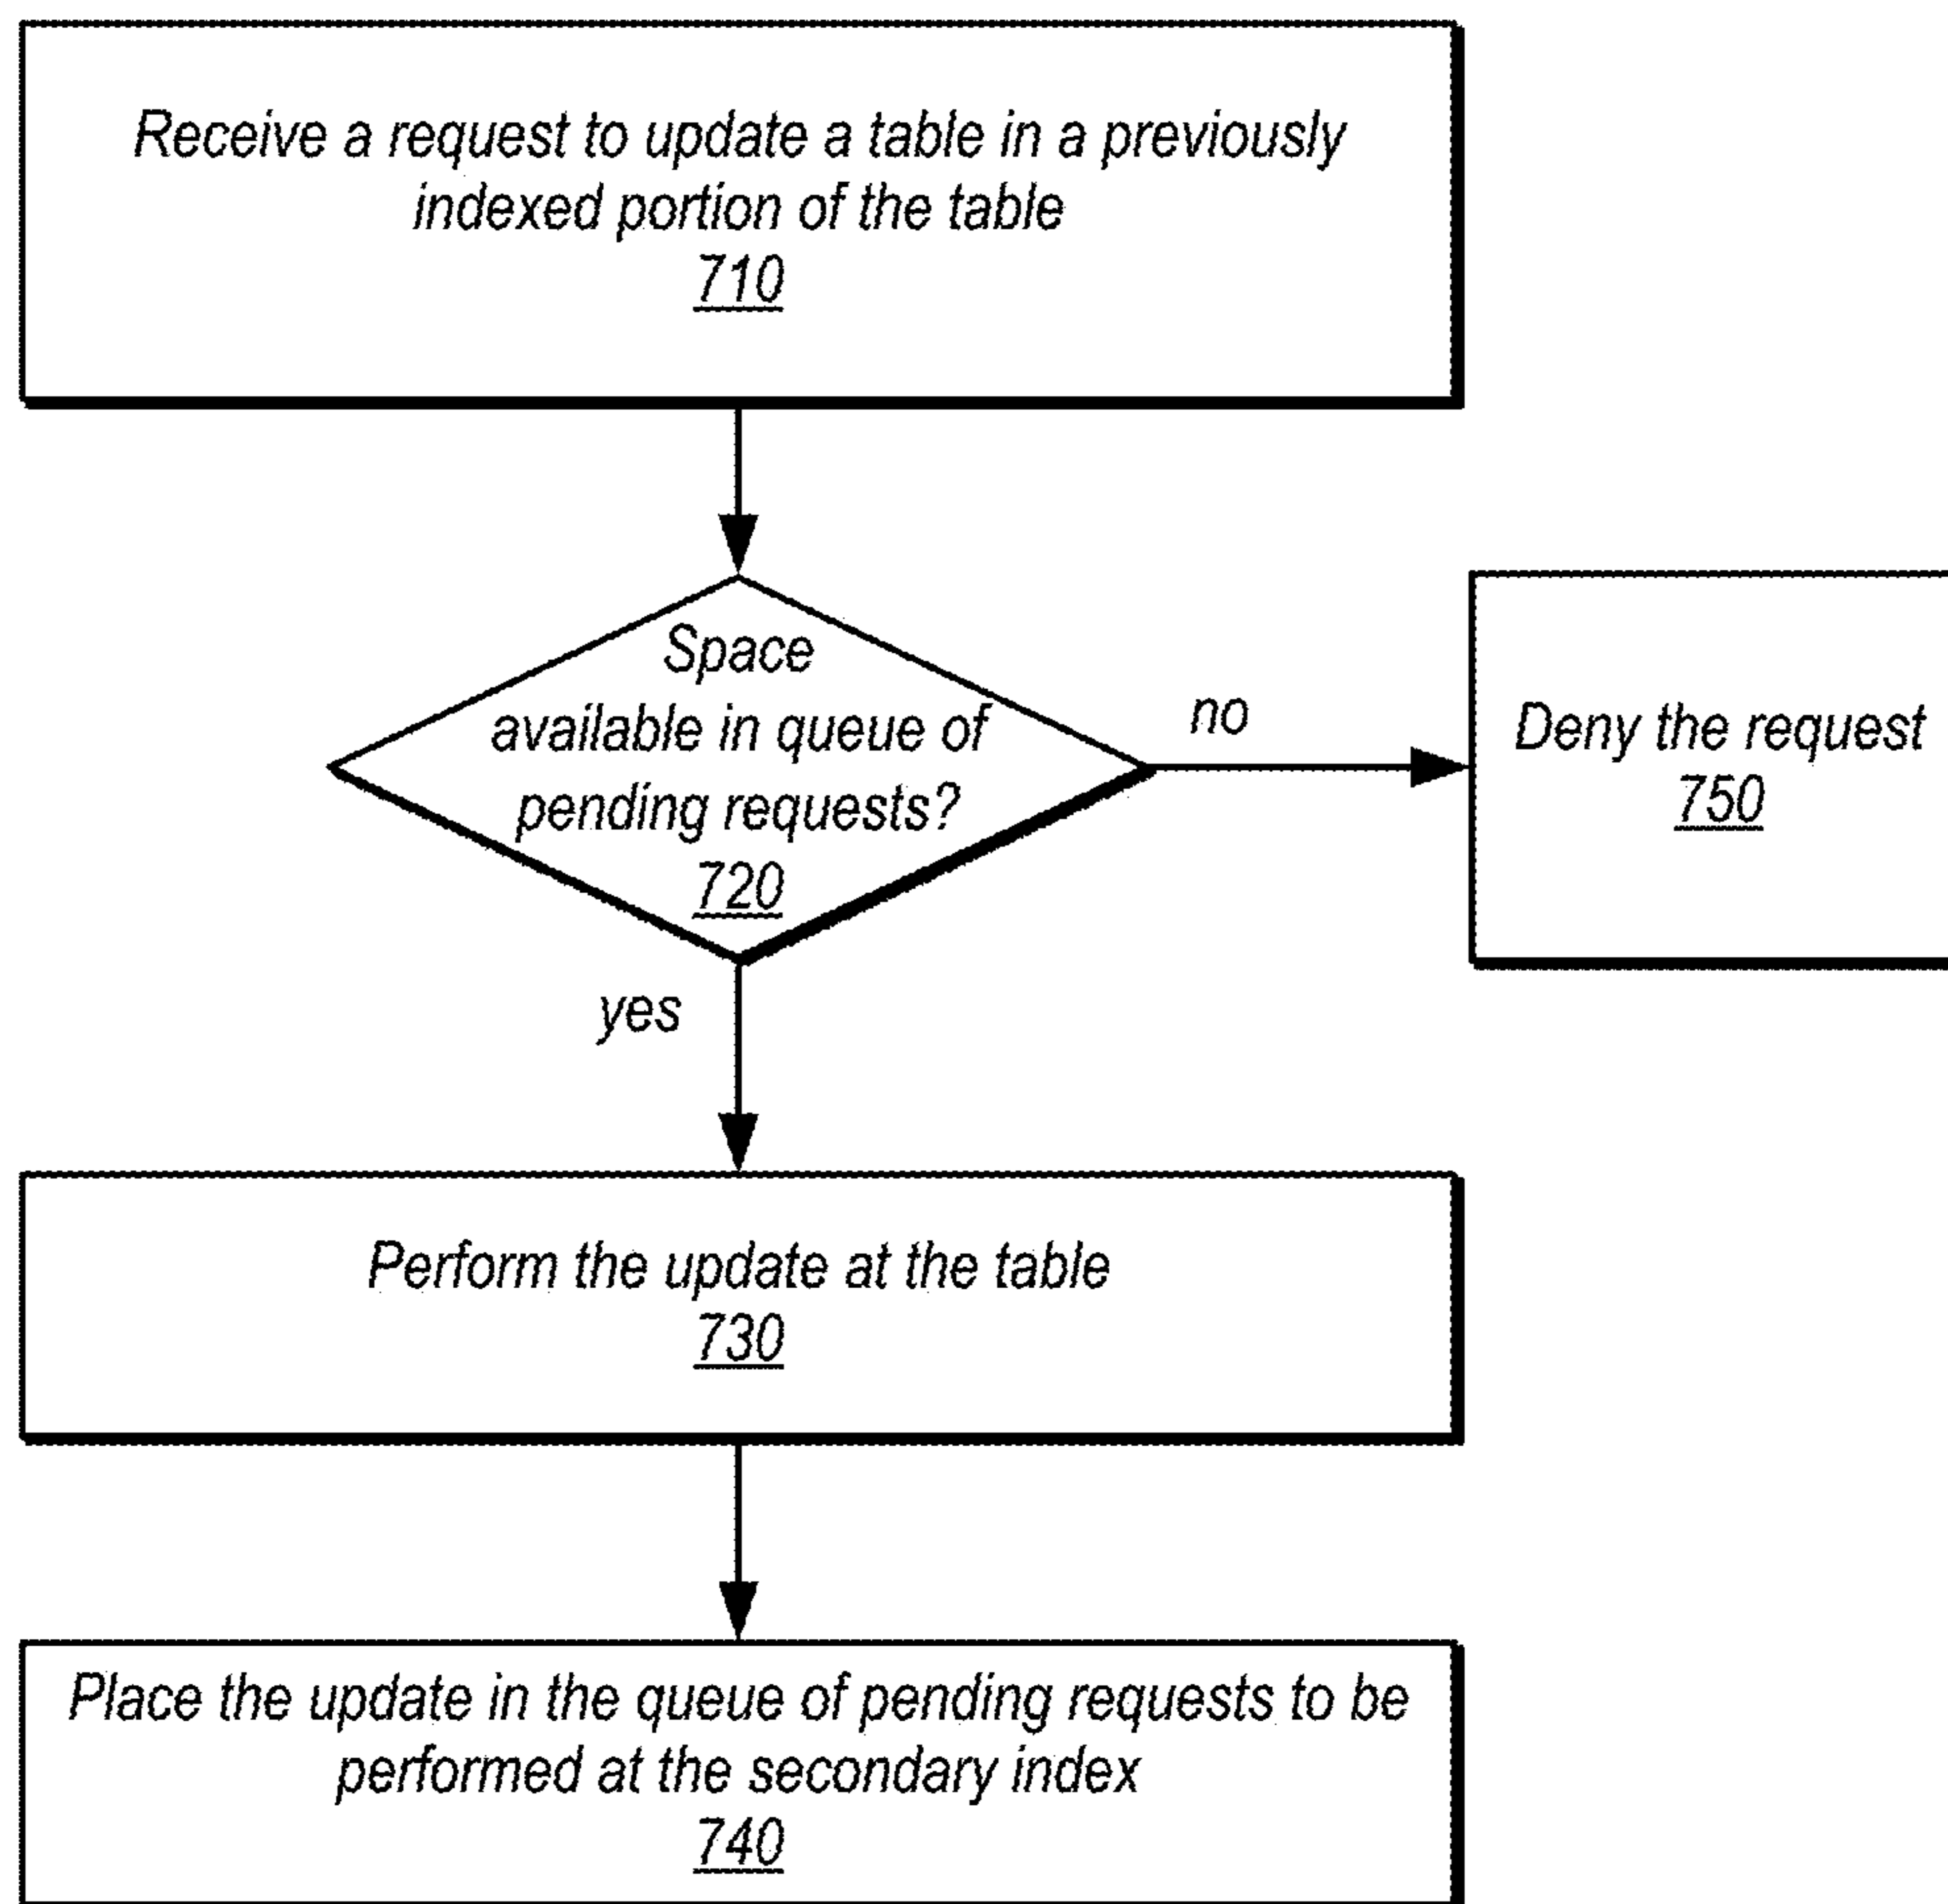 Receive a request to update a table in a previously
indexed portion of the table
710
Space
available in queue of
pending requests?
720
no
Deny the request
750
yes
Perform the update at the table
730
Place the update in the queue of pending requests to be
performed at the secondary index
740